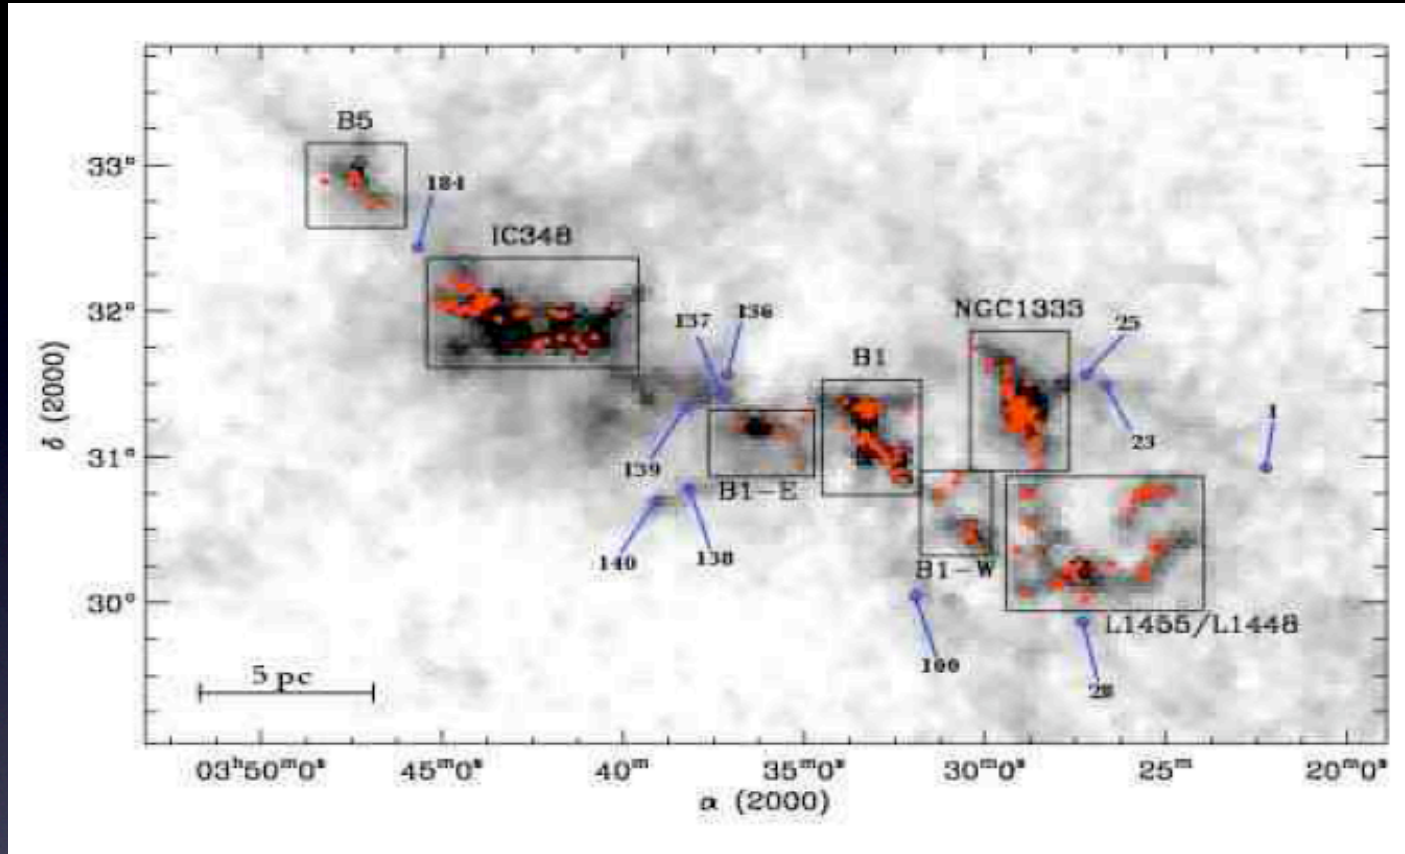 B5
33°
184
IC348
32°
137
136
NGC1333
25
B1
1
23
31°
139
B1-E
140
138
B1-W
30°
L1455/L1448
100
5 pc
28
δ (2000)
03ʰ50ᵐ0ˢ
45ᵐ0ˢ
40ᵐ
35ᵐ0ˢ
30ᵐ0ˢ
25ᵐ
20ᵐ0ˢ
α (2000)